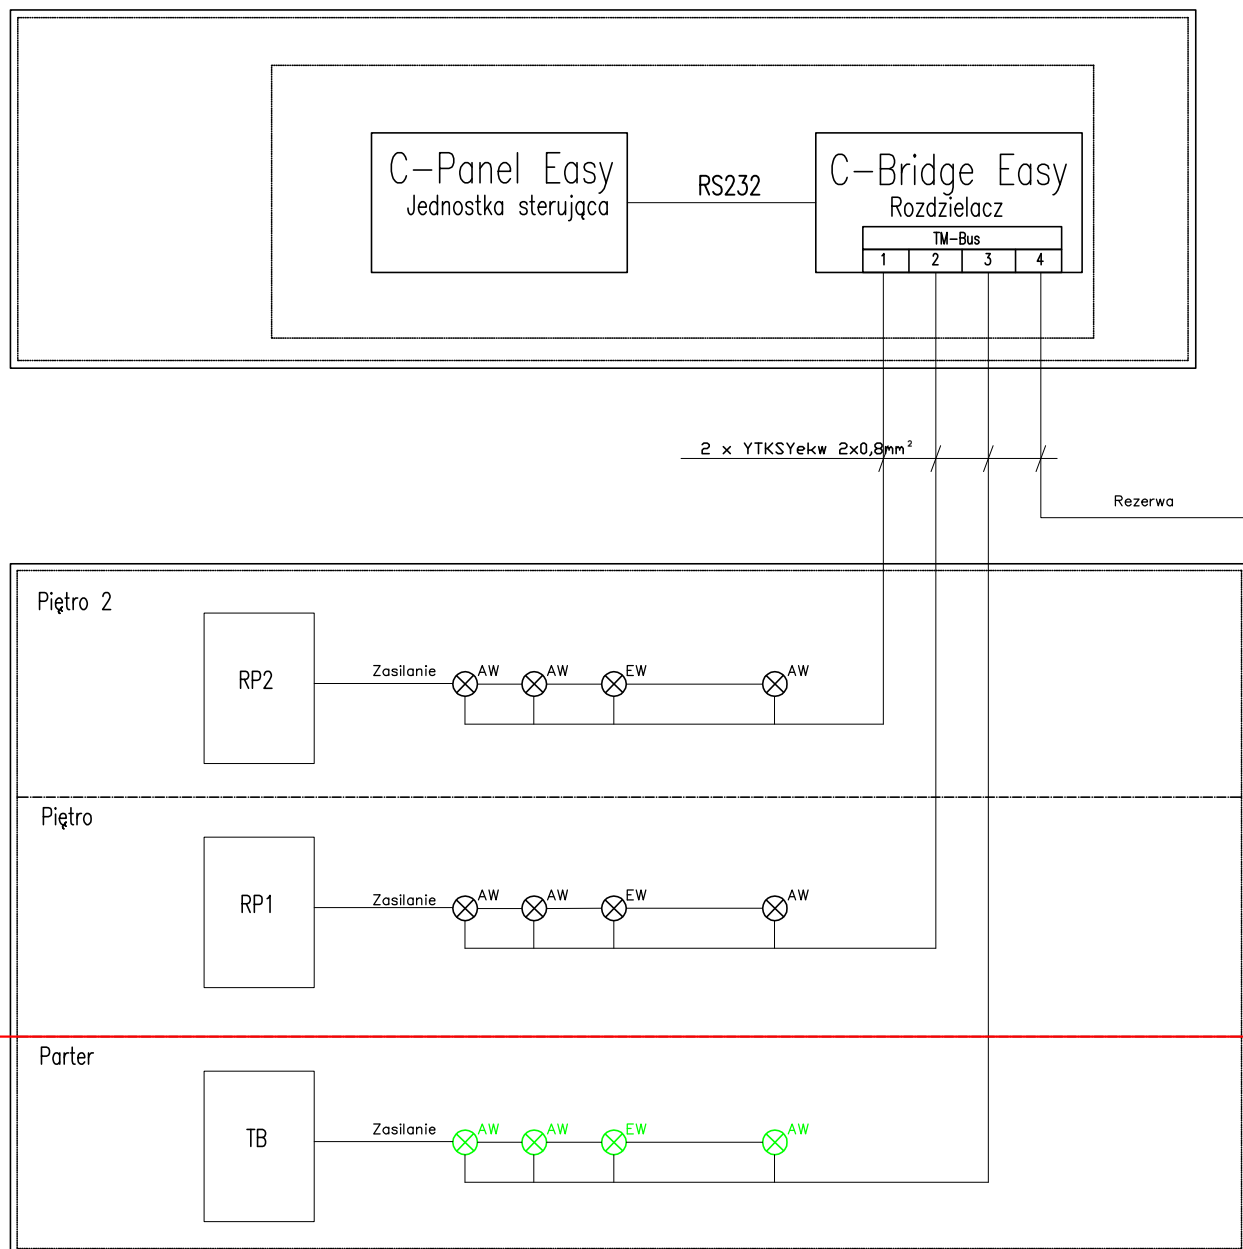 C-Panel Easy
Jednostka sterująca
RS232
C-Bridge Easy
Rozdzielacz
TM-Bus
1 2 3 4
2 x YTKSYekw 2x0,8mm²
Rezerwa
Piętro 2
RP2
Zasilanie AW AW EW AW
Piętro
RP1
Zasilanie AW AW EW AW
Parter
TB
Zasilanie AW AW EW AW